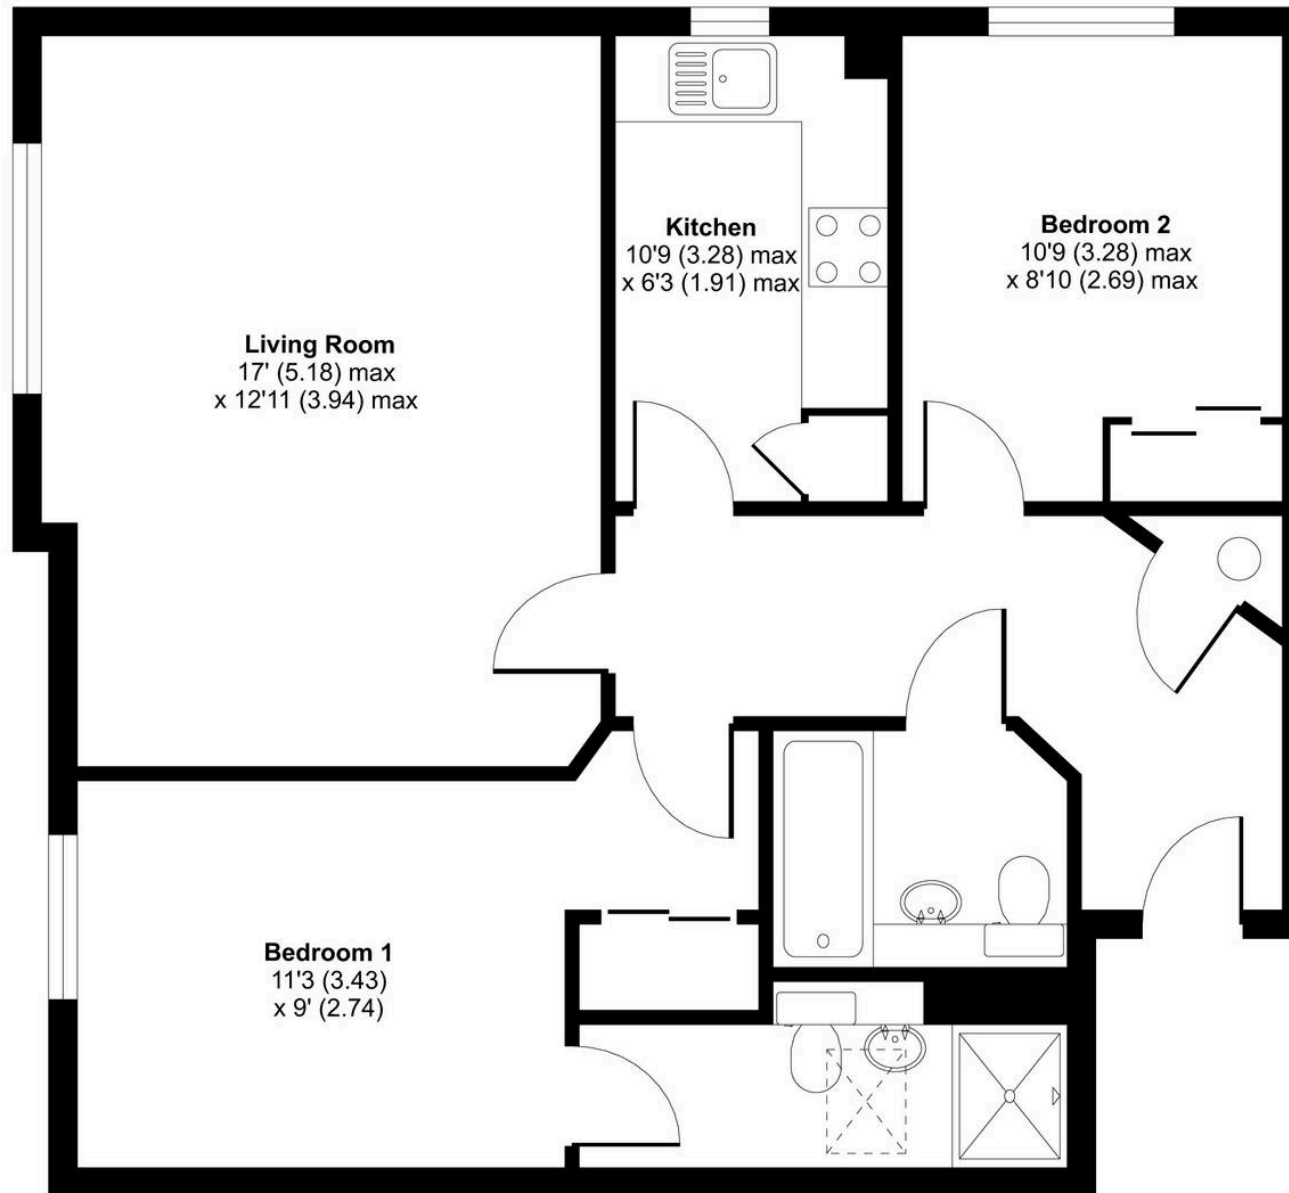 Kitchen
10'9 (3.28) max
x 6'3 (1.91) max
Bedroom 2
10'9 (3.28) max
x 8'10 (2.69) max
Living Room
17' (5.18) max
x 12'11 (3.94) max
Bedroom 1
11'3 (3.43)
x 9' (2.74)